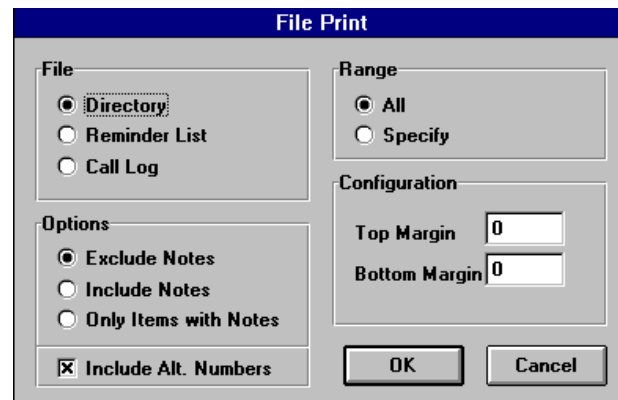 File Print
File
Directory
Reminder List
Call Log
Options
Exclude Notes
Include Notes
Only Items with Notes
Include Alt. Numbers
Range
All
Specify
Configuration
Top Margin 0
Bottom Margin 0
OK
Cancel